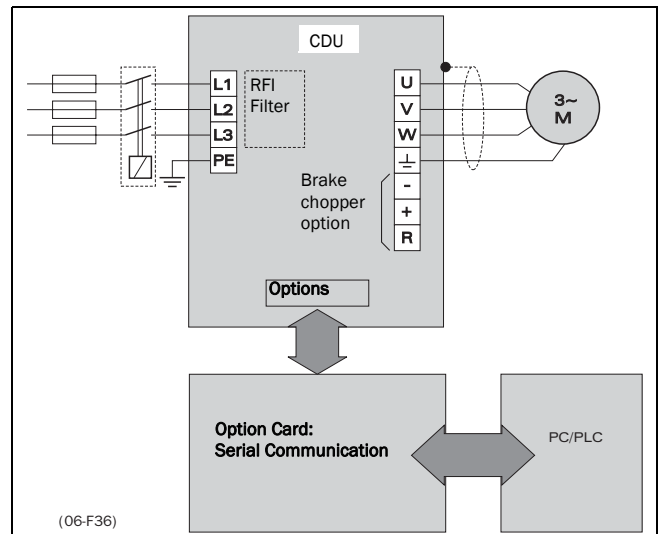 CDU
L1
L2
L3
PE
RFI
Filter
U
V
W
-
+
R
3~
M
Brake
chopper
option
Options
Option Card:
Serial Communication
PC/PLC
(06-F36)